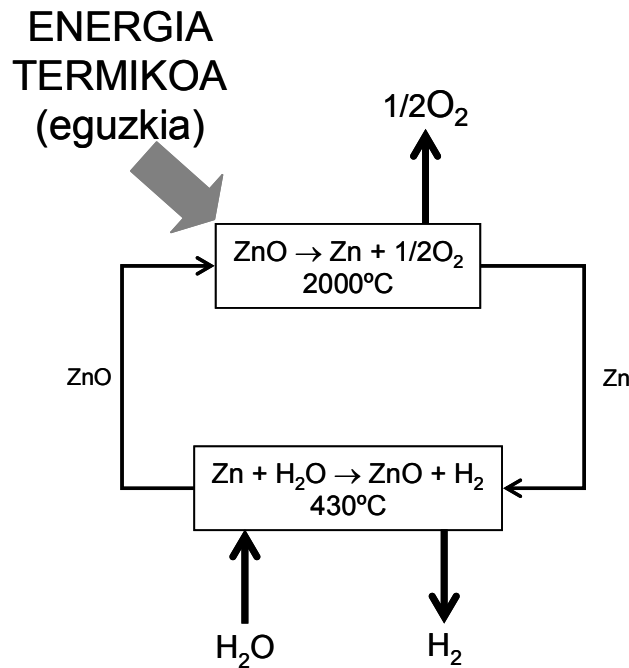 ENERGIA
TERMIKOA
(eguzkia)
1/2O₂
ZnO → Zn + 1/2O₂
2000ºC
ZnO
Zn
Zn + H₂O → ZnO + H₂
430ºC
H₂O
H₂